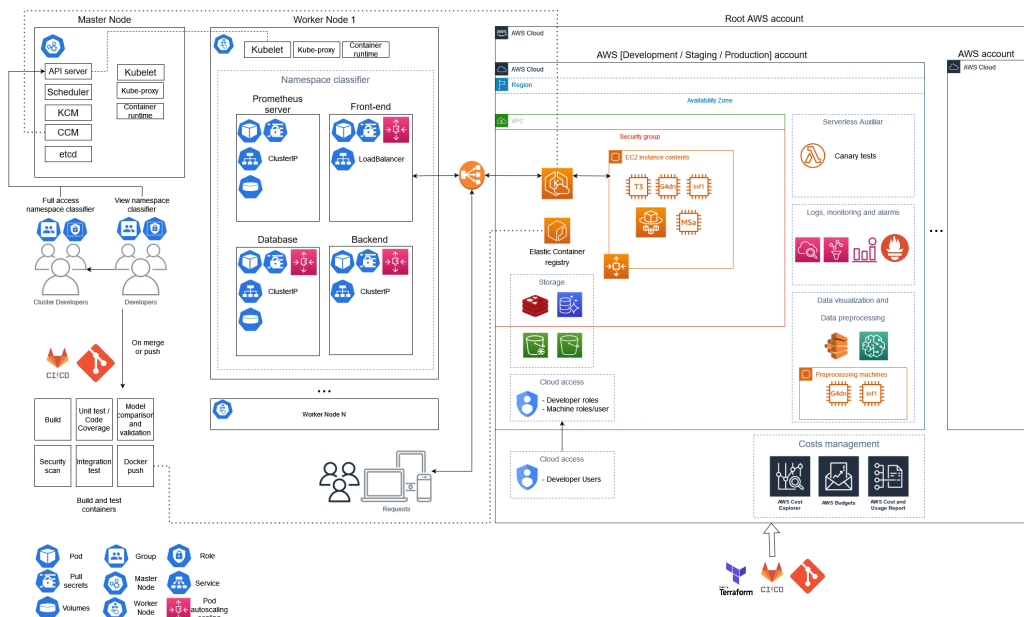 Master Node
API server
Scheduler
KCM
CCM
etcd
Kubelet
Kube-proxy
Container
runtime
Worker Node 1
Kubelet
Kube-proxy
Container
runtime
Namespace classifier
Prometheus
server
ClusterIP
Front-end
LoadBalancer
Database
ClusterIP
Backend
ClusterIP
...
Worker Node N
Full access
namespace classifier
View namespace
classifier
Cluster Developers
Developers
On merge
or push
CI/CD
Build
Unit test /
Code
Coverage
Model
comparison
and
validation
Security
scan
Integration
test
Docker
push
Build and test
containers
Requests
Root AWS account
AWS Cloud
AWS [Development / Staging / Production] account
AWS Cloud
Region
Availability Zone
VPC
Security group
EC2 instance contents
T3
G4dn
Inf1
M5a
Elastic Container
registry
Storage
Cloud access
- Developer roles
- Machine roles/user
Cloud access
- Developer Users
Serverless Auxiliar
Canary tests
Logs, monitoring and alarms
Data visualization and
Data preprocessing
Preprocessing machines
G4dn
Inf1
Costs management
AWS Cost
Explorer
AWS Budgets
AWS Cost and
Usage Report
...
AWS account
AWS Cloud
Terraform
CI/CD
Pod
Group
Role
Pull
secrets
Master
Node
Service
Volumes
Worker
Node
Pod
autoscaling